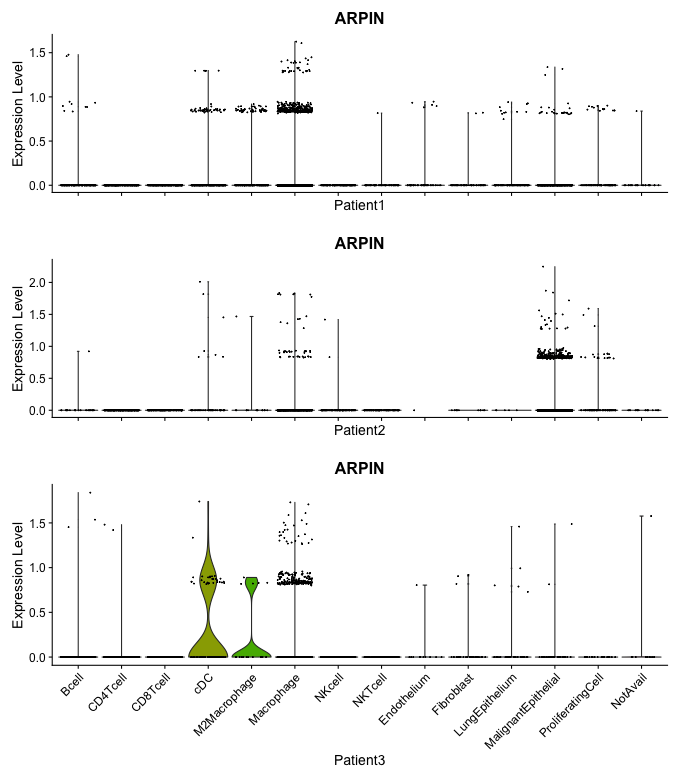 ARPIN
Expression Level
1.5
1.0
0.5
0.0
Patient1
ARPIN
Expression Level
2.0
1.5
1.0
0.5
0.0
Patient2
ARPIN
Expression Level
1.5
1.0
0.5
0.0
Bcell
CD4Tcell
CD8Tcell
cDC
M2Macrophage
Macrophage
NKcell
NKTcell
Endothelium
Fibroblast
LungEpithelium
MalignantEpithelial
ProliferatingCell
NotAvail
Patient3